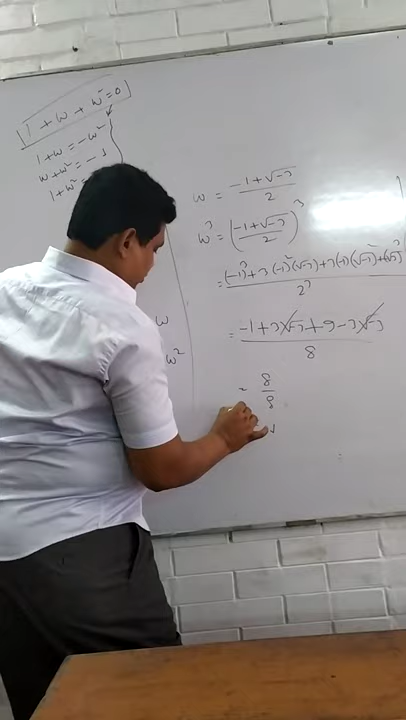 1 + ω + ω² = 0
1 + ω = -ω²
ω + ω² = -1
1 + ω² =
ω
ω²
ω = (-1 + √-3)/2
ω³ = ((-1 + √-3)/2)³
= ((-1)³ + 3(-1)²(√-3) + 3(-1)(√-3)² + (√-3)³)/2³
= (-1 + 3√-3 + 9 - 3√-3)/8
= 8/8